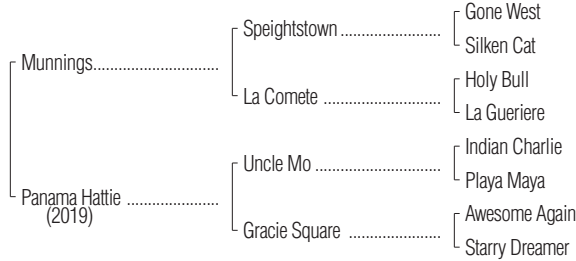 Gone West
Speightstown
Silken Cat
Munnings
Holy Bull
La Comete
La Gueriere
Indian Charlie
Uncle Mo
Playa Maya
Panama Hattie
(2019)
Awesome Again
Gracie Square
Starry Dreamer